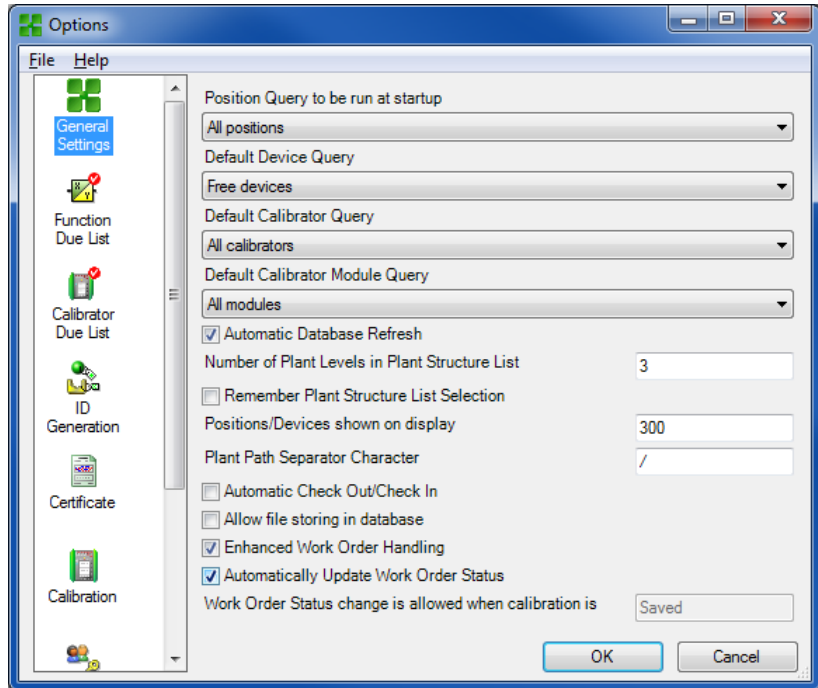 Options
File Help
General
Settings
Function
Due List
Calibrator
Due List
ID
Generation
Certificate
Calibration
Position Query to be run at startup
All positions
Default Device Query
Free devices
Default Calibrator Query
All calibrators
Default Calibrator Module Query
All modules
Automatic Database Refresh
Number of Plant Levels in Plant Structure List 3
Remember Plant Structure List Selection
Positions/Devices shown on display 300
Plant Path Separator Character /
Automatic Check Out/Check In
Allow file storing in database
Enhanced Work Order Handling
Automatically Update Work Order Status
Work Order Status change is allowed when calibration is Saved
OK Cancel